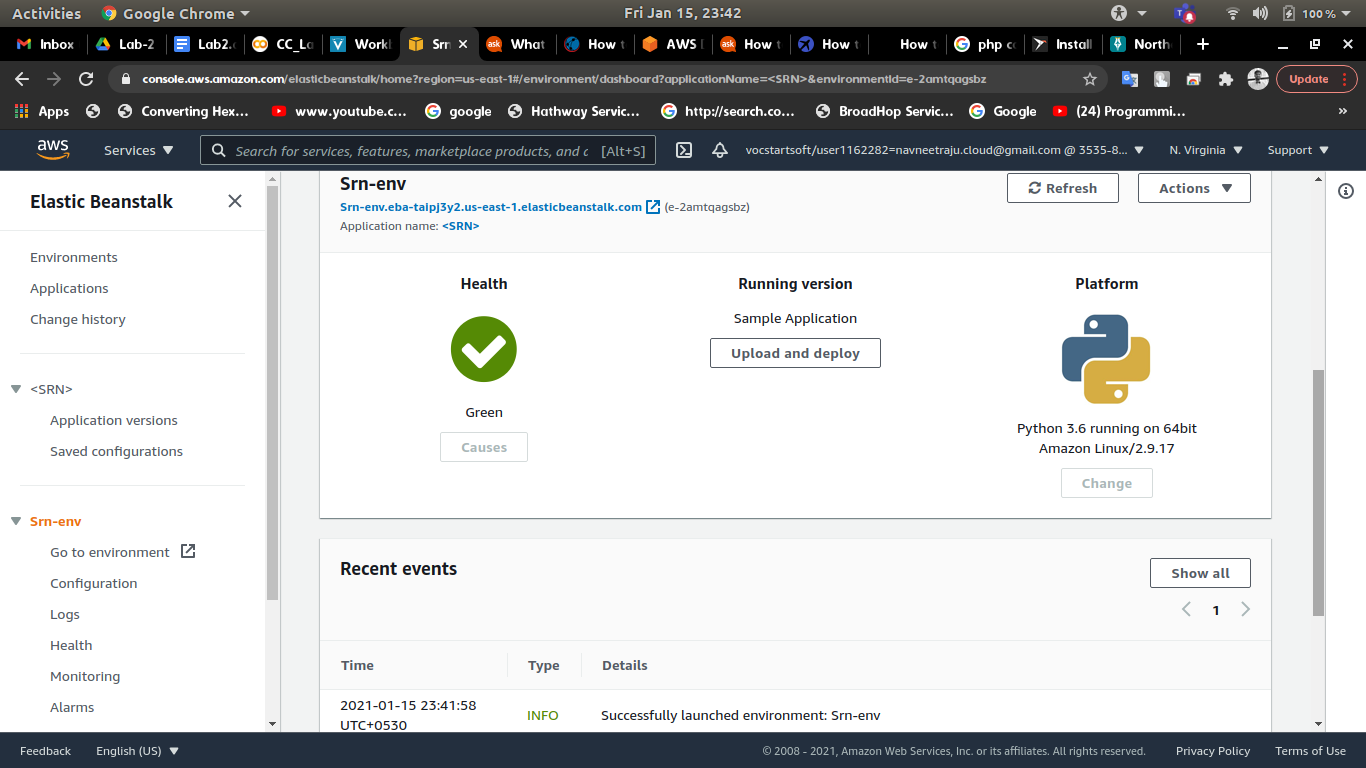 Activities Google Chrome Fri Jan 15, 23:42 100 %
Inbox Lab-2 Lab2. CC_La Workl Srn ask What How t AWS ask How t How t How t php c Install North
console.aws.amazon.com/elasticbeanstalk/home?region=us-east-1#/environment/dashboard?applicationName=<SRN>&environmentId=e-2amtqagsbz Update
Apps Converting Hex... www.youtube.c... google Hathway Servic... http://search.co... BroadHop Servic... Google (24) Programmi... »
aws Services Search for services, features, marketplace products, and c [Alt+S] vocstartsoft/user1162282=navneetraju.cloud@gmail.com @ 3535-8... N. Virginia Support
Elastic Beanstalk
Environments
Applications
Change history
<SRN>
Application versions
Saved configurations
Srn-env
Go to environment
Configuration
Logs
Health
Monitoring
Alarms
Srn-env
Refresh Actions
Srn-env.eba-taipj3y2.us-east-1.elasticbeanstalk.com (e-2amtqagsbz)
Application name: <SRN>
Health
Green
Causes
Running version
Sample Application
Upload and deploy
Platform
Python 3.6 running on 64bit
Amazon Linux/2.9.17
Change
Recent events
Show all
1
Time Type Details
2021-01-15 23:41:58
UTC+0530
INFO
Successfully launched environment: Srn-env
Feedback English (US) © 2008 - 2021, Amazon Web Services, Inc. or its affiliates. All rights reserved. Privacy Policy Terms of Use